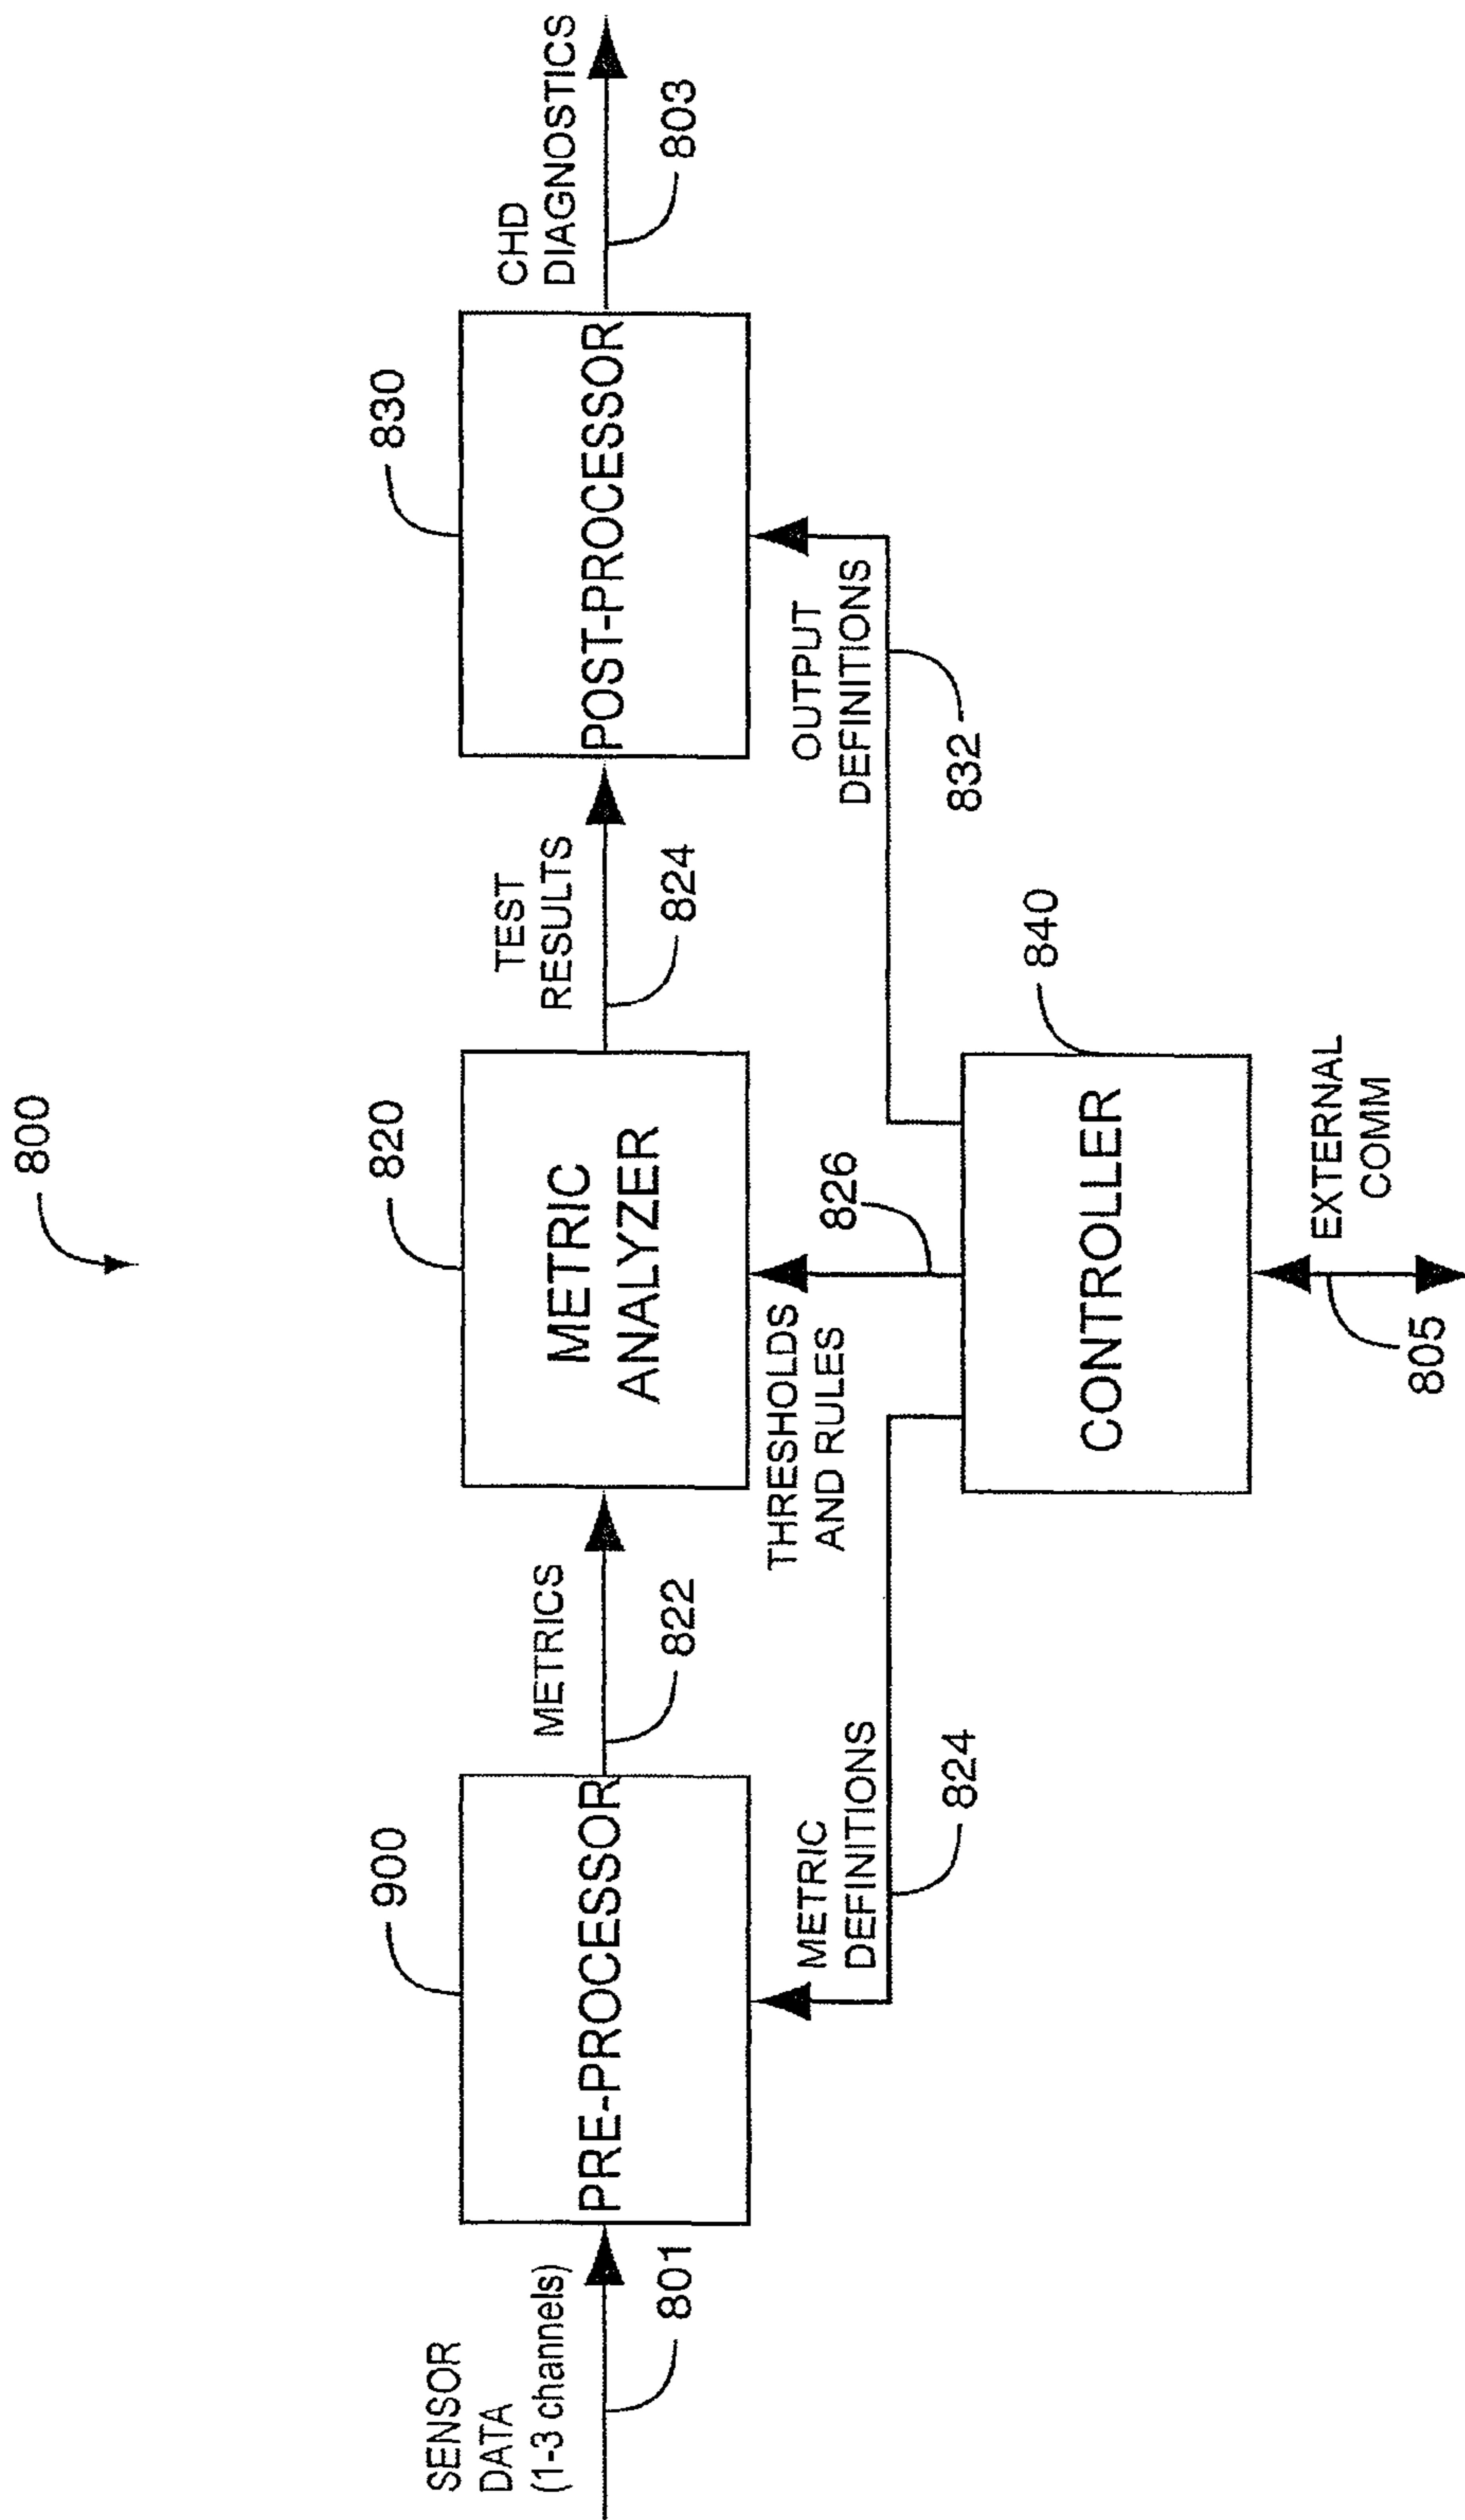 800
900
820
830
SENSOR
DATA
(1-3 channels)
801
PRE-PROCESSOR
METRICS
822
METRIC
ANALYZER
TEST
RESULTS
824
POST-PROCESSOR
CHD
DIAGNOSTICS
803
METRIC
DEFINITIONS
824
THRESHOLDS
AND RULES
826
OUTPUT
DEFINITIONS
832
CONTROLLER
840
805
EXTERNAL
COMM